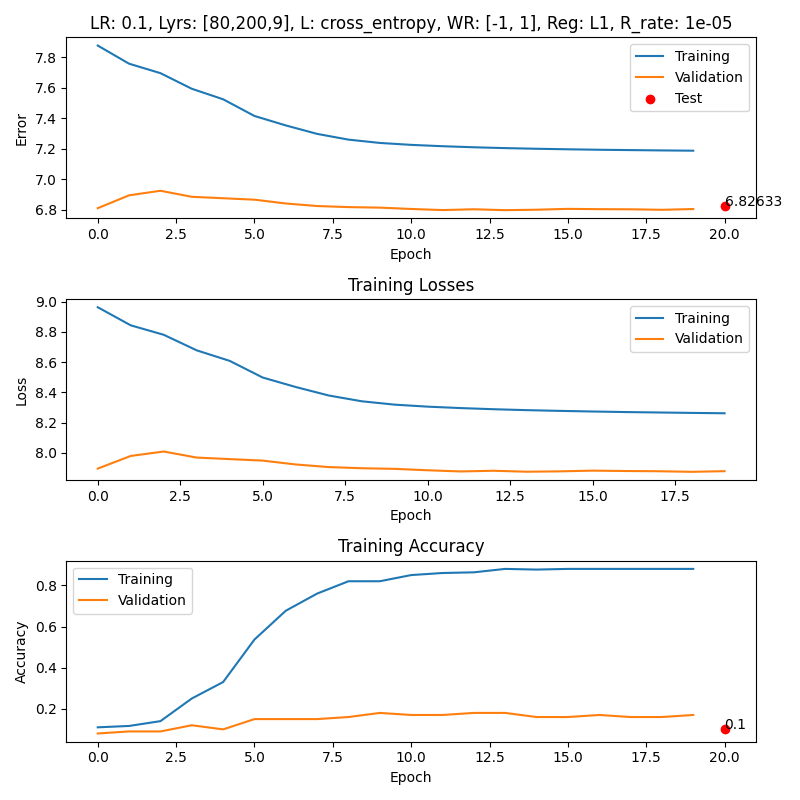 LR: 0.1, Lyrs: [80,200,9], L: cross_entropy, WR: [-1, 1], Reg: L1, R_rate: 1e-05
7.8
7.6
7.4
7.2
7.0
6.8
Error
Training
Validation
Test
6.82633
0.0 2.5 5.0 7.5 10.0 12.5 15.0 17.5 20.0
Epoch
Training Losses
9.0
8.8
8.6
8.4
8.2
8.0
Loss
Training
Validation
0.0 2.5 5.0 7.5 10.0 12.5 15.0 17.5
Epoch
Training Accuracy
0.8
0.6
0.4
0.2
Accuracy
Training
Validation
0.1
0.0 2.5 5.0 7.5 10.0 12.5 15.0 17.5 20.0
Epoch